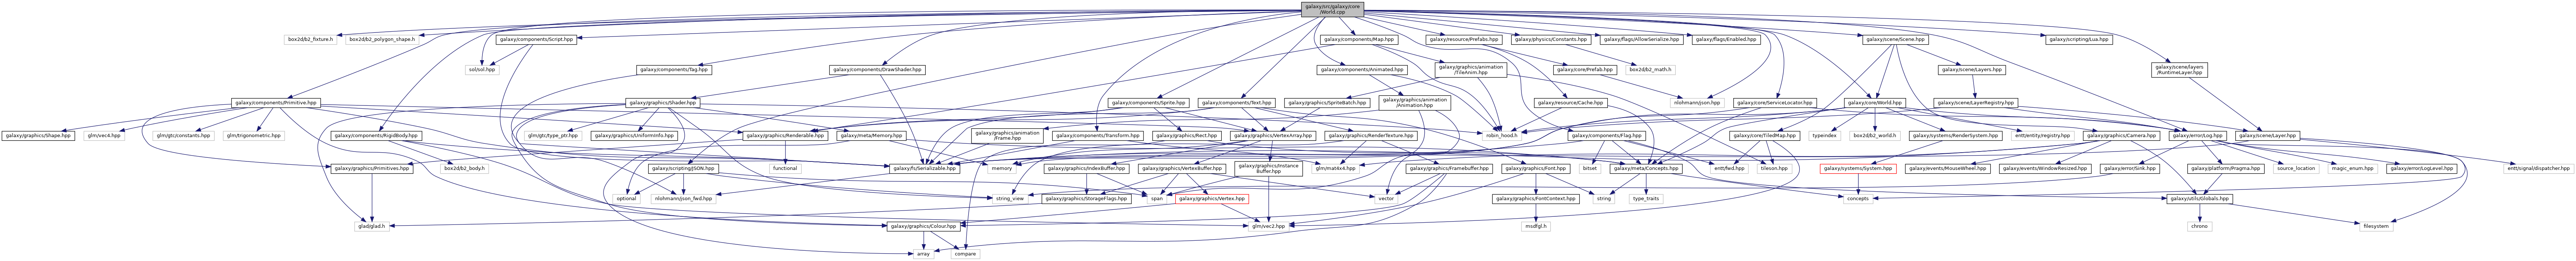 galaxy/src/galaxy/core
/World.cpp
box2d/b2_fixture.h
box2d/b2_polygon_shape.h
galaxy/components/Script.hpp
galaxy/components/Map.hpp
galaxy/resource/Prefabs.hpp
galaxy/physics/Constants.hpp
galaxy/flags/AllowSerialize.hpp
galaxy/flags/Enabled.hpp
galaxy/scene/Scene.hpp
galaxy/scripting/Lua.hpp
sol/sol.hpp
galaxy/components/Tag.hpp
galaxy/components/DrawShader.hpp
galaxy/components/Animated.hpp
galaxy/graphics/animation
/TileAnim.hpp
galaxy/core/Prefab.hpp
box2d/b2_math.h
galaxy/scene/Layers.hpp
galaxy/scene/layers
/RuntimeLayer.hpp
galaxy/components/Primitive.hpp
galaxy/graphics/Shader.hpp
galaxy/components/Sprite.hpp
galaxy/components/Text.hpp
galaxy/graphics/SpriteBatch.hpp
galaxy/graphics/animation
/Animation.hpp
galaxy/resource/Cache.hpp
nlohmann/json.hpp
galaxy/core/ServiceLocator.hpp
galaxy/core/World.hpp
galaxy/scene/LayerRegistry.hpp
galaxy/graphics/Shape.hpp
glm/vec4.hpp
glm/gtc/constants.hpp
glm/trigonometric.hpp
galaxy/components/RigidBody.hpp
glm/gtc/type_ptr.hpp
galaxy/graphics/UniformInfo.hpp
galaxy/graphics/Renderable.hpp
galaxy/meta/Memory.hpp
galaxy/graphics/animation
/Frame.hpp
galaxy/components/Transform.hpp
galaxy/graphics/Rect.hpp
galaxy/graphics/VertexArray.hpp
galaxy/graphics/RenderTexture.hpp
robin_hood.h
galaxy/components/Flag.hpp
galaxy/core/TiledMap.hpp
typeindex
box2d/b2_world.h
galaxy/systems/RenderSystem.hpp
entt/entity/registry.hpp
galaxy/graphics/Camera.hpp
galaxy/error/Log.hpp
galaxy/scene/Layer.hpp
galaxy/graphics/Primitives.hpp
box2d/b2_body.h
galaxy/scripting/JSON.hpp
functional
galaxy/fs/Serializable.hpp
memory
galaxy/graphics/IndexBuffer.hpp
galaxy/graphics/VertexBuffer.hpp
galaxy/graphics/Instance
Buffer.hpp
glm/mat4x4.hpp
galaxy/graphics/Framebuffer.hpp
galaxy/graphics/Font.hpp
bitset
galaxy/meta/Concepts.hpp
entt/fwd.hpp
tileson.hpp
galaxy/systems/System.hpp
galaxy/events/MouseWheel.hpp
galaxy/events/WindowResized.hpp
galaxy/error/Sink.hpp
galaxy/platform/Pragma.hpp
source_location
magic_enum.hpp
galaxy/error/LogLevel.hpp
entt/signal/dispatcher.hpp
optional
nlohmann/json_fwd.hpp
string_view
galaxy/graphics/StorageFlags.hpp
span
galaxy/graphics/Vertex.hpp
vector
galaxy/graphics/FontContext.hpp
string
type_traits
concepts
galaxy/utils/Globals.hpp
glad/glad.h
galaxy/graphics/Colour.hpp
glm/vec2.hpp
msdfgl.h
chrono
filesystem
array
compare